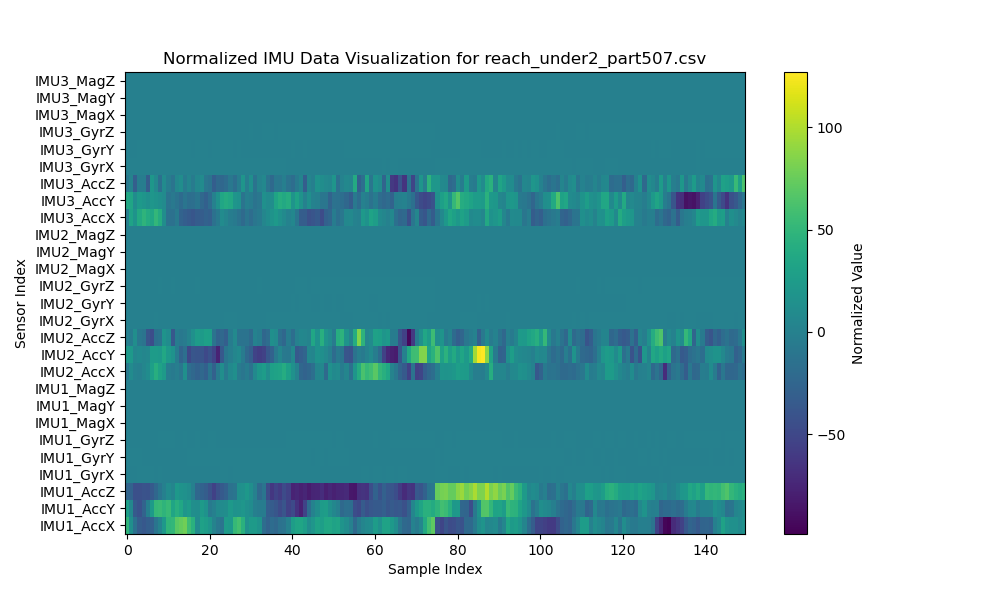 Normalized IMU Data Visualization for reach_under2_part507.csv
IMU3_MagZ
IMU3_MagY
IMU3_MagX
IMU3_GyrZ
IMU3_GyrY
IMU3_GyrX
IMU3_AccZ
IMU3_AccY
IMU3_AccX
IMU2_MagZ
IMU2_MagY
IMU2_MagX
IMU2_GyrZ
IMU2_GyrY
IMU2_GyrX
IMU2_AccZ
IMU2_AccY
IMU2_AccX
IMU1_MagZ
IMU1_MagY
IMU1_MagX
IMU1_GyrZ
IMU1_GyrY
IMU1_GyrX
IMU1_AccZ
IMU1_AccY
IMU1_AccX
Sensor Index
0 20 40 60 80 100 120 140
Sample Index
100
50
0
−50
Normalized Value